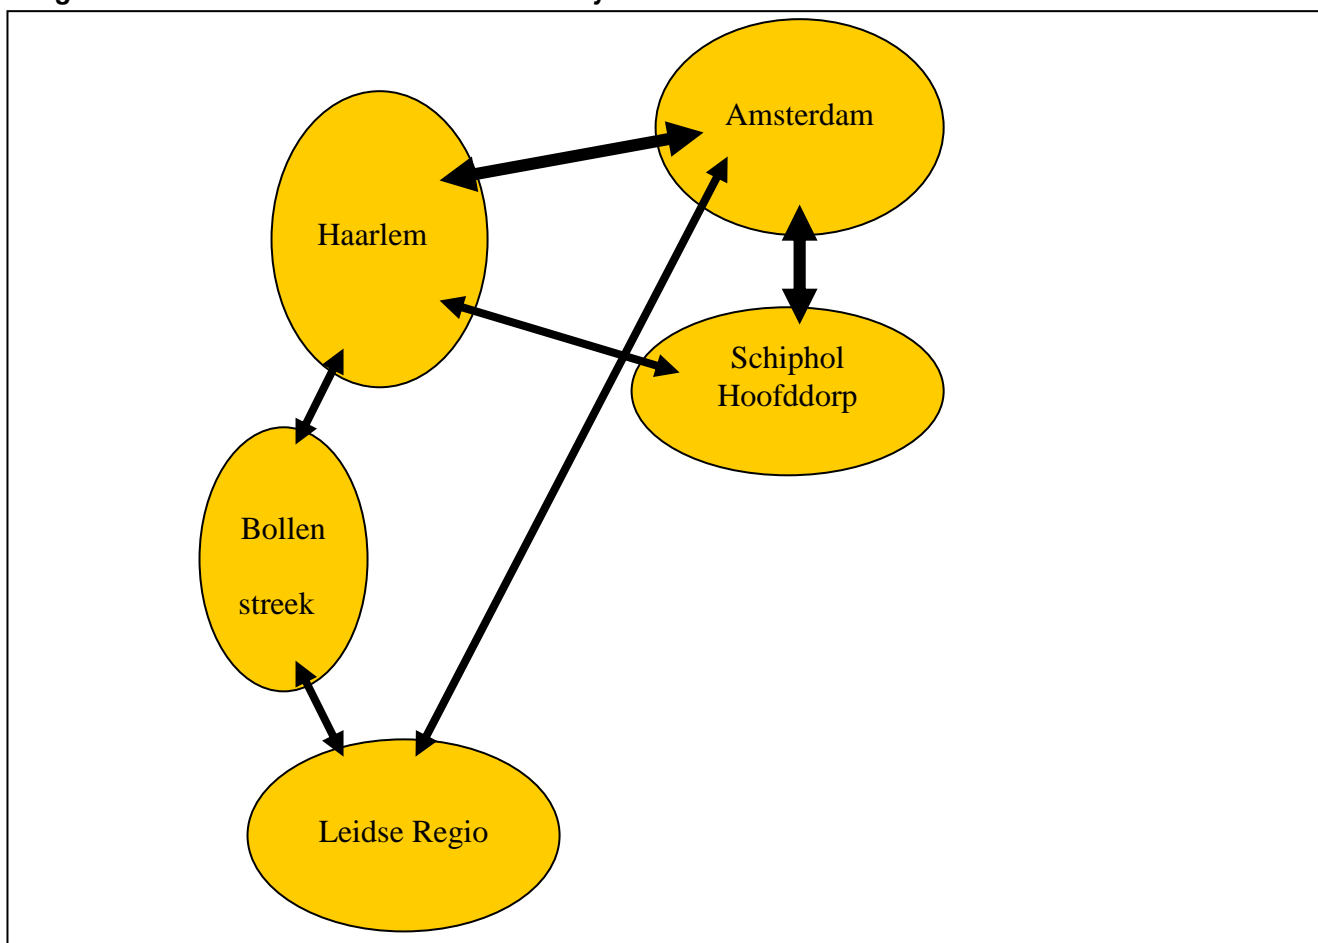 Amsterdam
Haarlem
Schiphol
Hoofddorp
Bollen
streek
Leidse Regio